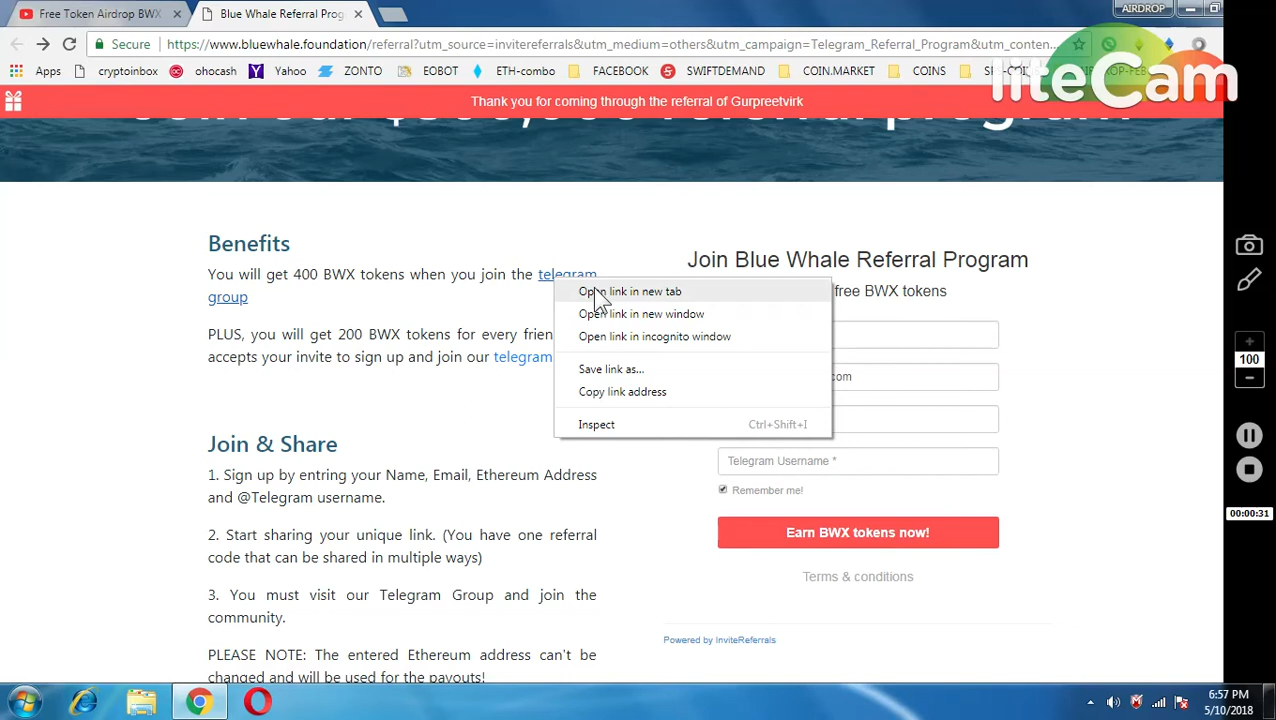 Free Token Airdrop BWX
Blue Whale Referral Prog
AIRDROP
Secure
https://www.bluewhale.foundation/referral?utm_source=invitereferrals&utm_medium=others&utm_campaign=Telegram_Referral_Program&utm_conten...
Apps
cryptoinbox
ohocash
Yahoo
ZONTO
EOBOT
ETH-combo
FACEBOOK
SWIFTDEMAND
COIN.MARKET
COINS
liteCam
Thank you for coming through the referral of Gurpreetvirk
referral program
Benefits
You will get 400 BWX tokens when you join the telegram
group
PLUS, you will get 200 BWX tokens for every
accepts your invite to sign up and join our telegram
Join & Share
1. Sign up by entring your Name, Email, Ethereum Address
and @Telegram username.
2. Start sharing your unique link. (You have one referral
code that can be shared in multiple ways)
3. You must visit our Telegram Group and join the
community.
PLEASE NOTE: The entered Ethereum address can't be
changed and will be used for the payouts!
Open link in new tab
Open link in new window
Open link in incognito window
Save link as...
Copy link address
Inspect Ctrl+Shift+I
Join Blue Whale Referral Program
free BWX tokens
com
Telegram Username *
Remember me!
Earn BWX tokens now!
Terms & conditions
Powered by InviteReferrals
100
00:00:31
6:57 PM
5/10/2018